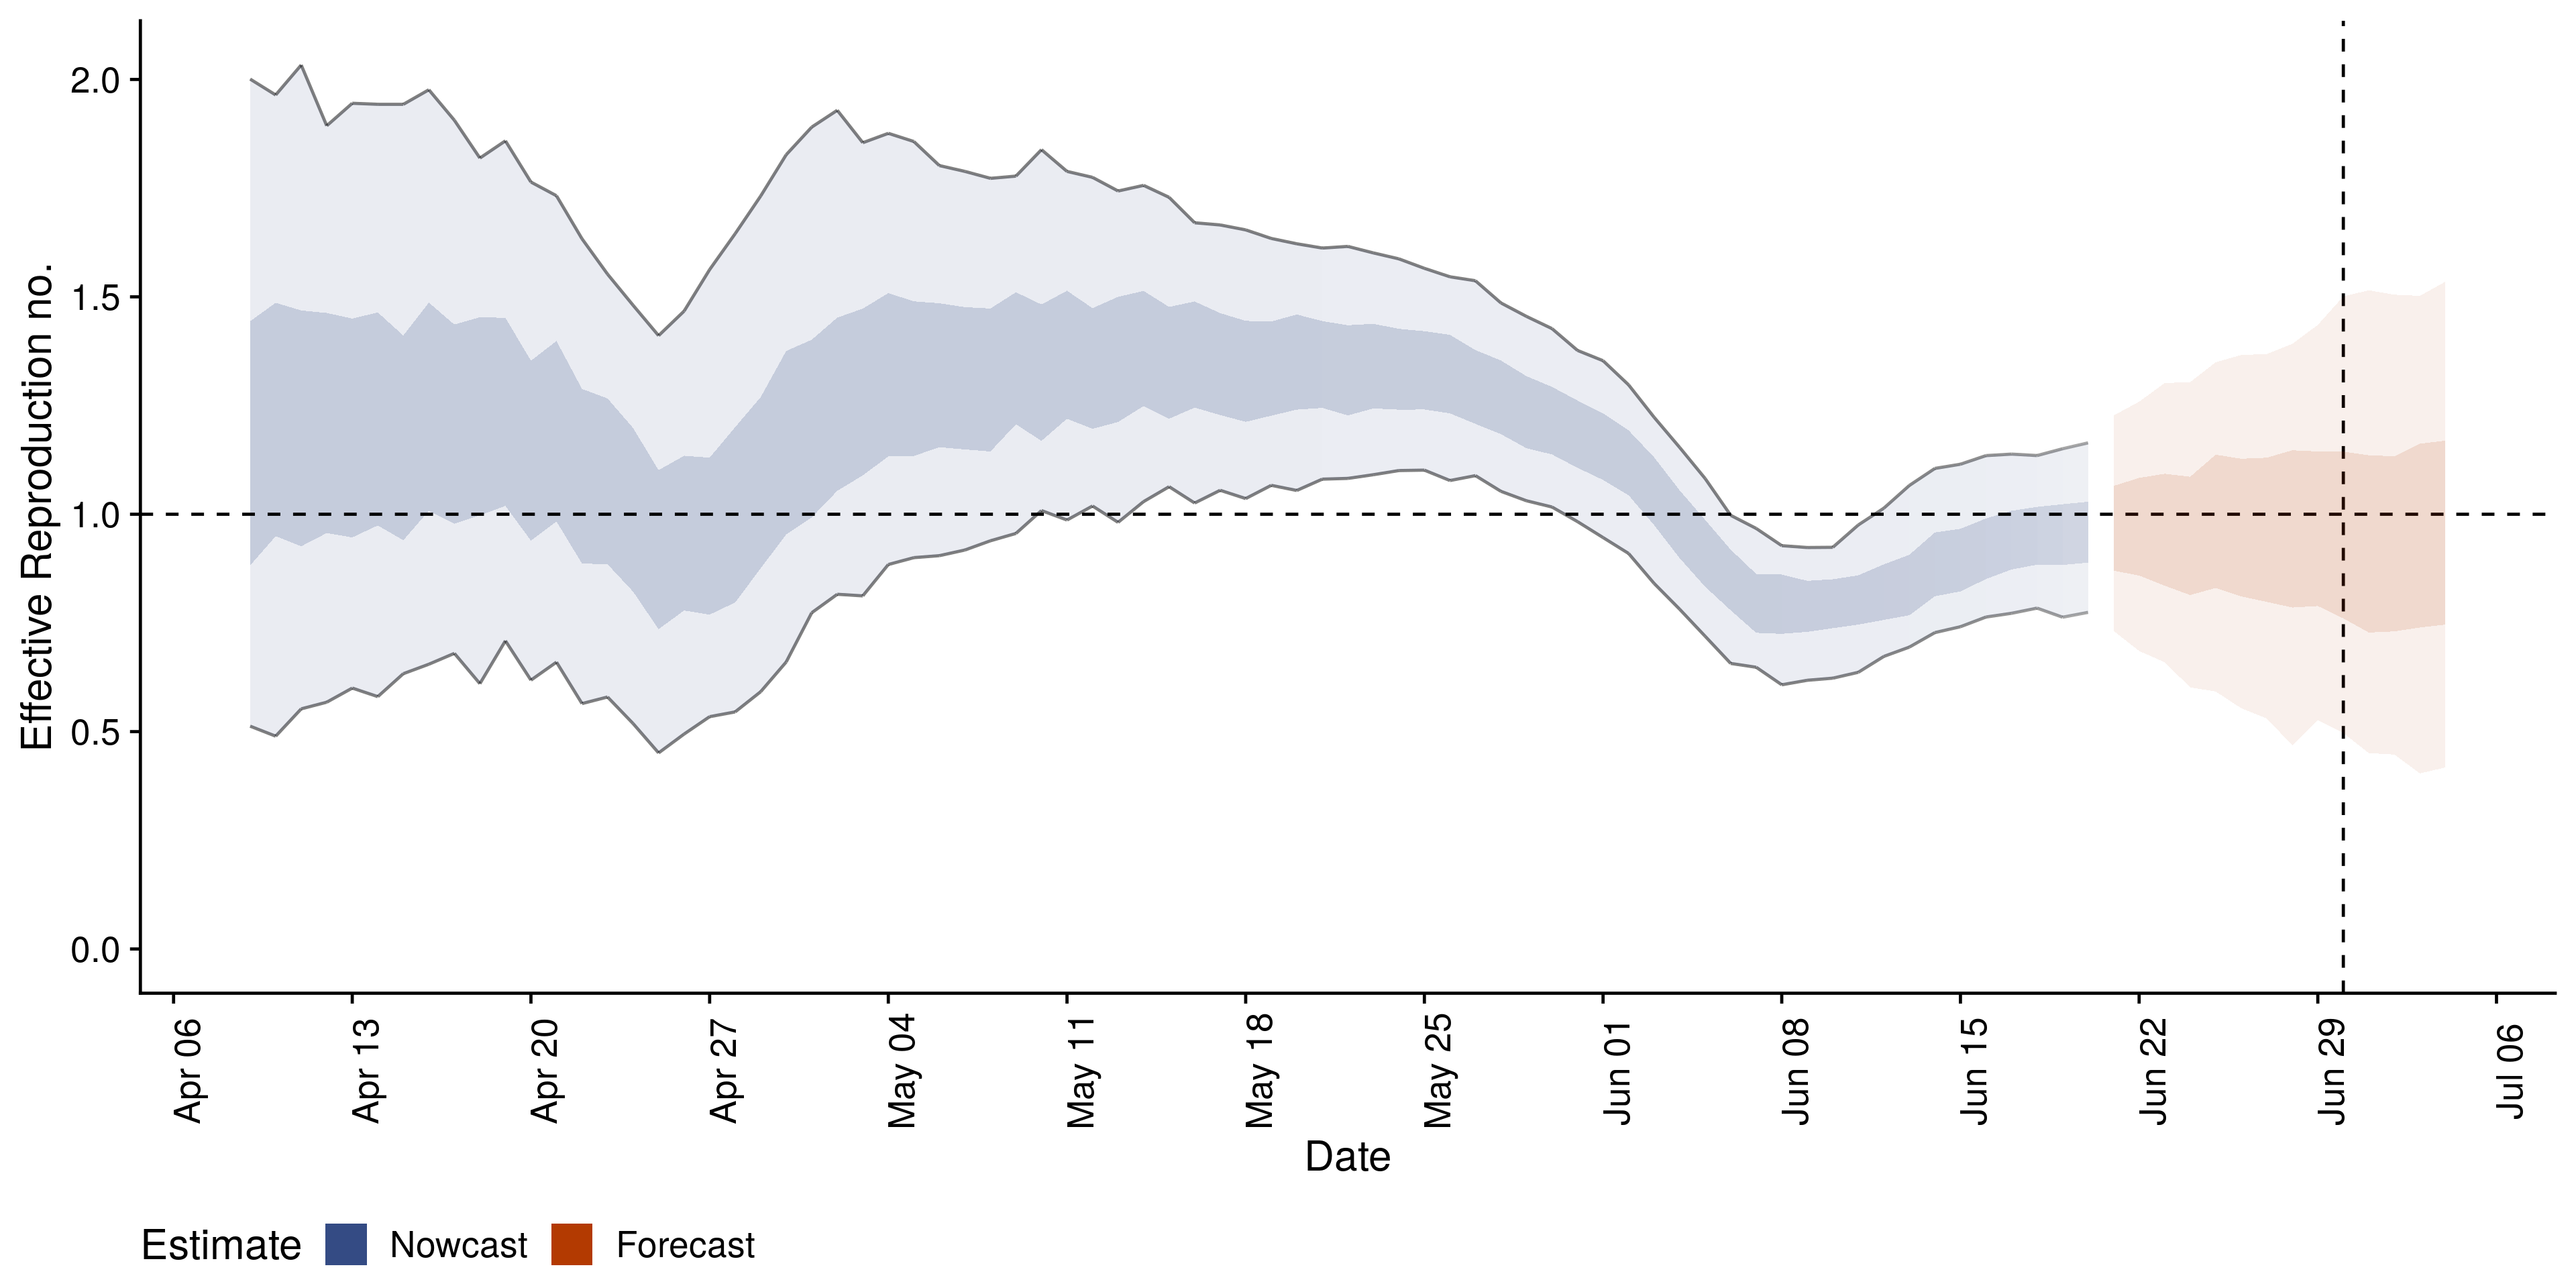 Effective Reproduction no.
2.0
1.5
1.0
0.5
0.0
Apr 06
Apr 13
Apr 20
Apr 27
May 04
May 11
May 18
May 25
Jun 01
Jun 08
Jun 15
Jun 22
Jun 29
Jul 06
Date
Estimate Nowcast Forecast